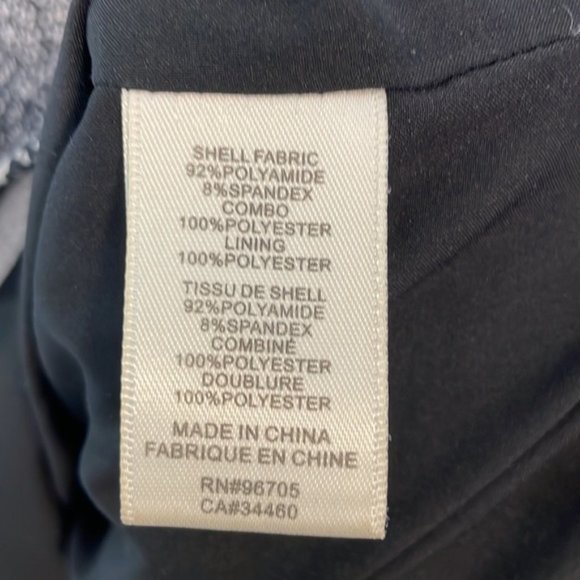 SHELL FABRIC
92%POLYAMIDE
8%SPANDEX
COMBO
100%POLYESTER
LINING
100%POLYESTER
TISSU DE SHELL
92%POLYAMIDE
8%SPANDEX
COMBINÉ
100%POLYESTER
DOUBLURE
100%POLYESTER
MADE IN CHINA
FABRIQUE EN CHINE
RN#96705
CA#34460